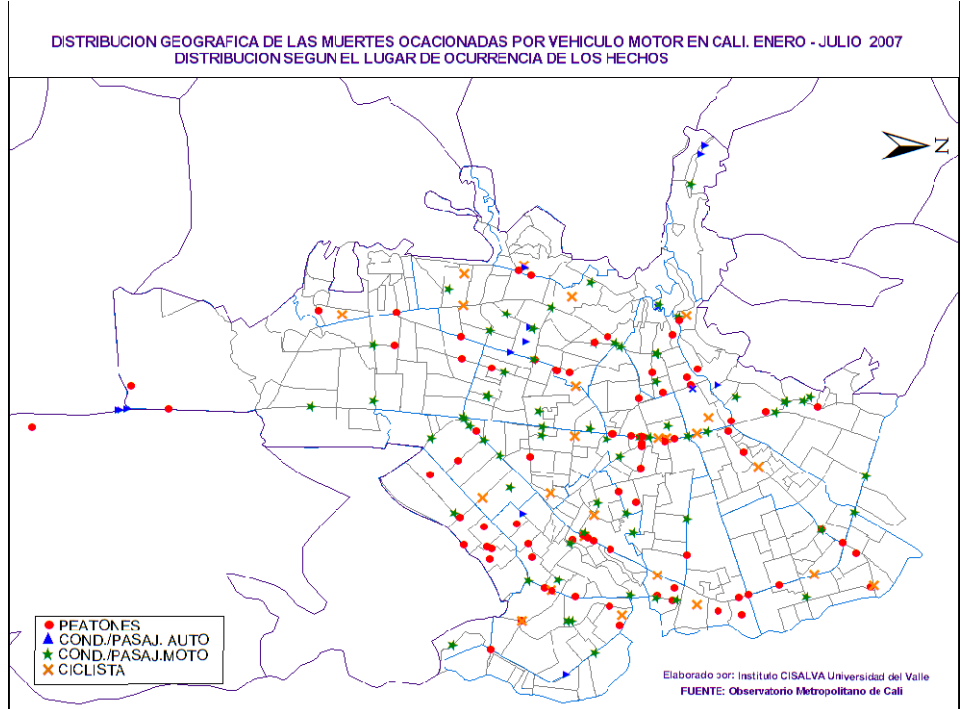 DISTRIBUCION GEOGRAFICA DE LAS MUERTES OCACIONADAS POR VEHICULO MOTOR EN CALI. ENERO - JULIO 2007
DISTRIBUCION SEGUN EL LUGAR DE OCURRENCIA DE LOS HECHOS
N
PEATONES
COND./PASAJ. AUTO
COND./PASAJ.MOTO
CICLISTA
Elaborado por: Instituto CISALVA Universidad del Valle
FUENTE: Observatorio Metropolitano de Cali